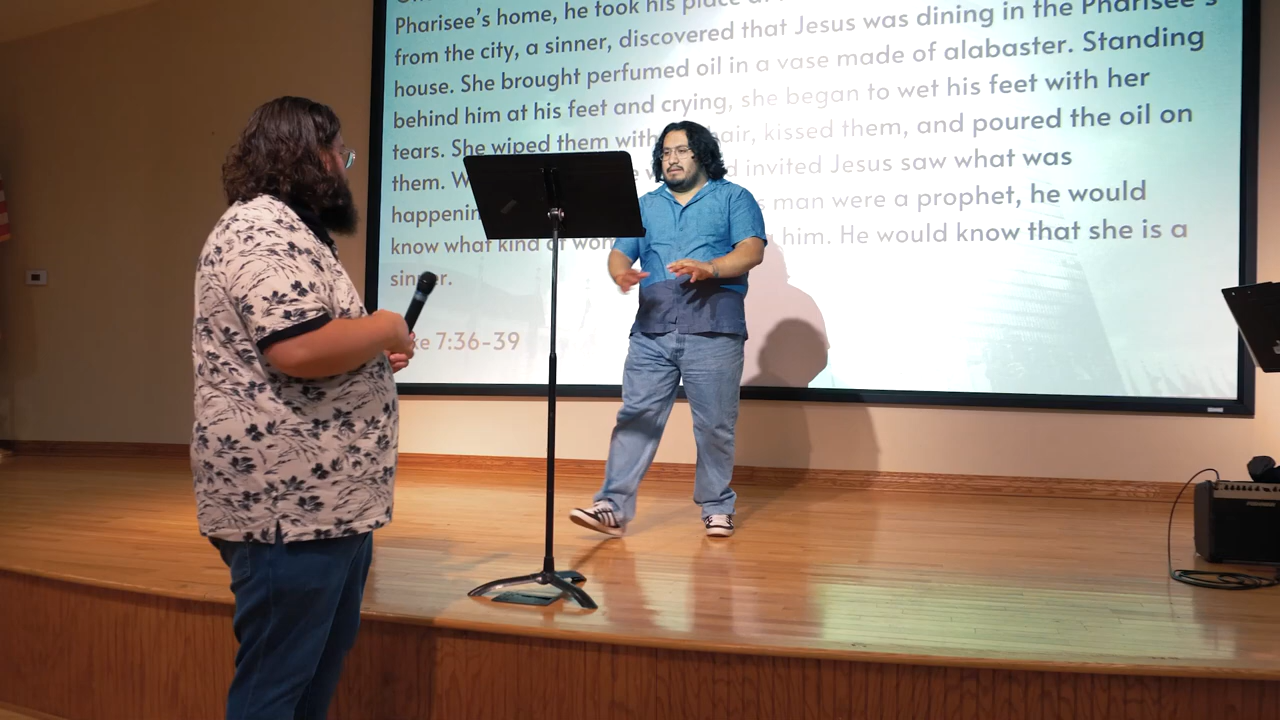 Pharisee's home, he took his place at
from the city, a sinner, discovered that Jesus was dining in the Pharisee's
house. She brought perfumed oil in a vase made of alabaster. Standing
behind him at his feet and crying, she began to wet his feet with her
tears. She wiped them with hair, kissed them, and poured the oil on
them. invited Jesus saw what was
man were a prophet, he would
know what kind of him. He would know that she is a
sinner.
7:36-39